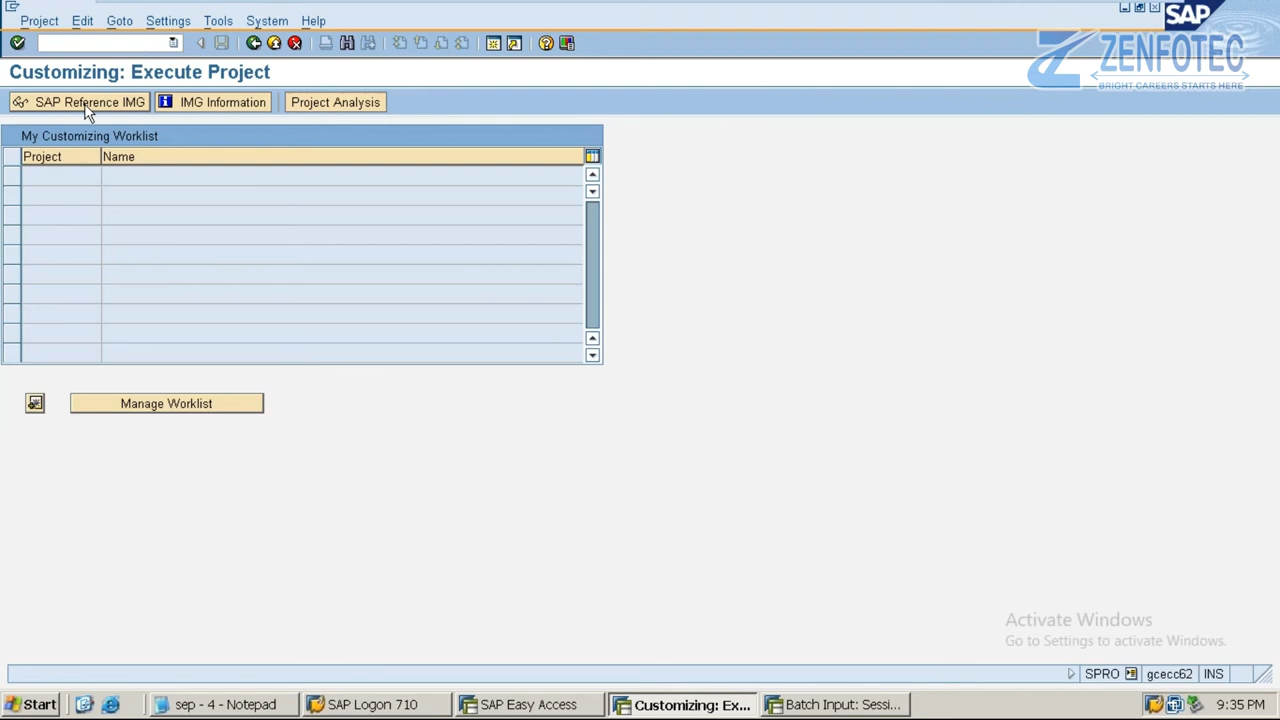 Project Edit Goto Settings Tools System Help
SAP
ZENFOTEC
BRIGHT CAREERS STARTS HERE
Customizing: Execute Project
SAP Reference IMG IMG Information Project Analysis
My Customizing Worklist
Project Name
Manage Worklist
Activate Windows
Go to Settings to activate Windows.
SPRO gcecc62 INS
Start sep - 4 - Notepad SAP Logon 710 SAP Easy Access Customizing: Ex... Batch Input: Sessi... 9:35 PM